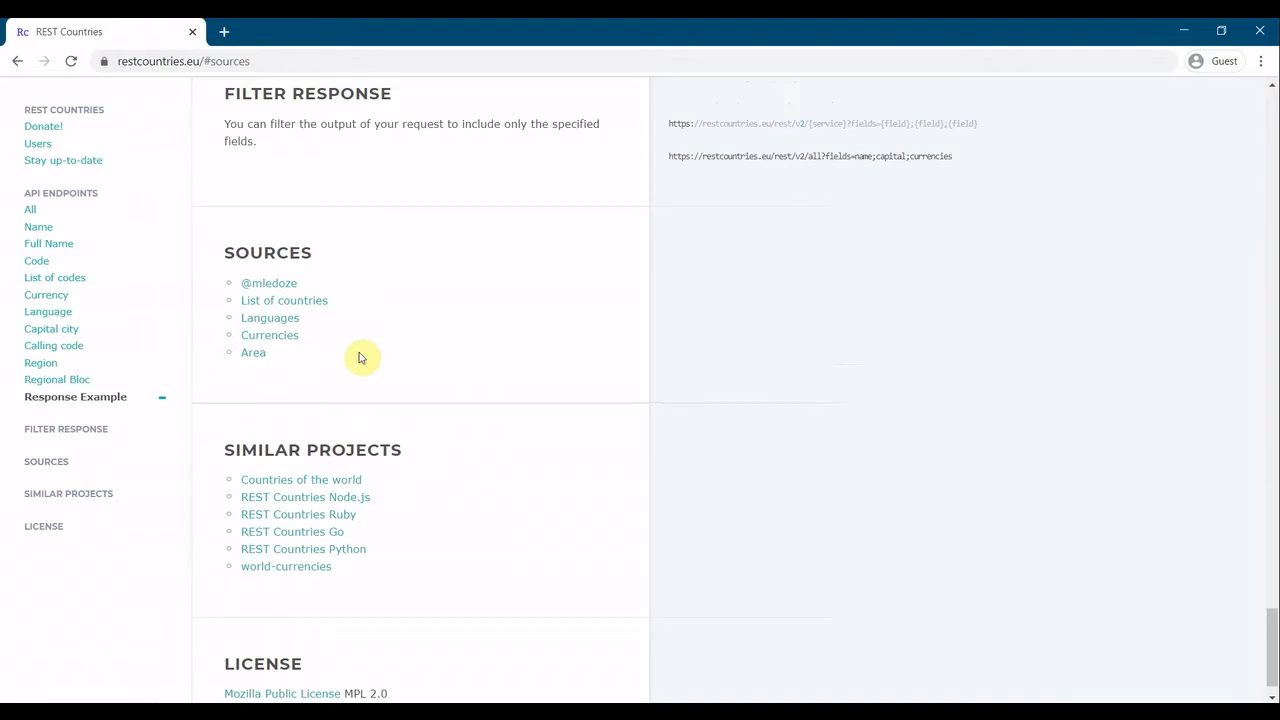 Rc REST Countries
restcountries.eu/#sources
Guest
REST COUNTRIES
Donate!
Users
Stay up-to-date
API ENDPOINTS
All
Name
Full Name
Code
List of codes
Currency
Language
Capital city
Calling code
Region
Regional Bloc
Response Example
FILTER RESPONSE
SOURCES
SIMILAR PROJECTS
LICENSE
FILTER RESPONSE
You can filter the output of your request to include only the specified
fields.
SOURCES
@mledoze
List of countries
Languages
Currencies
Area
SIMILAR PROJECTS
Countries of the world
REST Countries Node.js
REST Countries Ruby
REST Countries Go
REST Countries Python
world-currencies
LICENSE
Mozilla Public License MPL 2.0
https://restcountries.eu/rest/v2/{service}?fields={field};{field};{field}
https://restcountries.eu/rest/v2/all?fields=name;capital;currencies